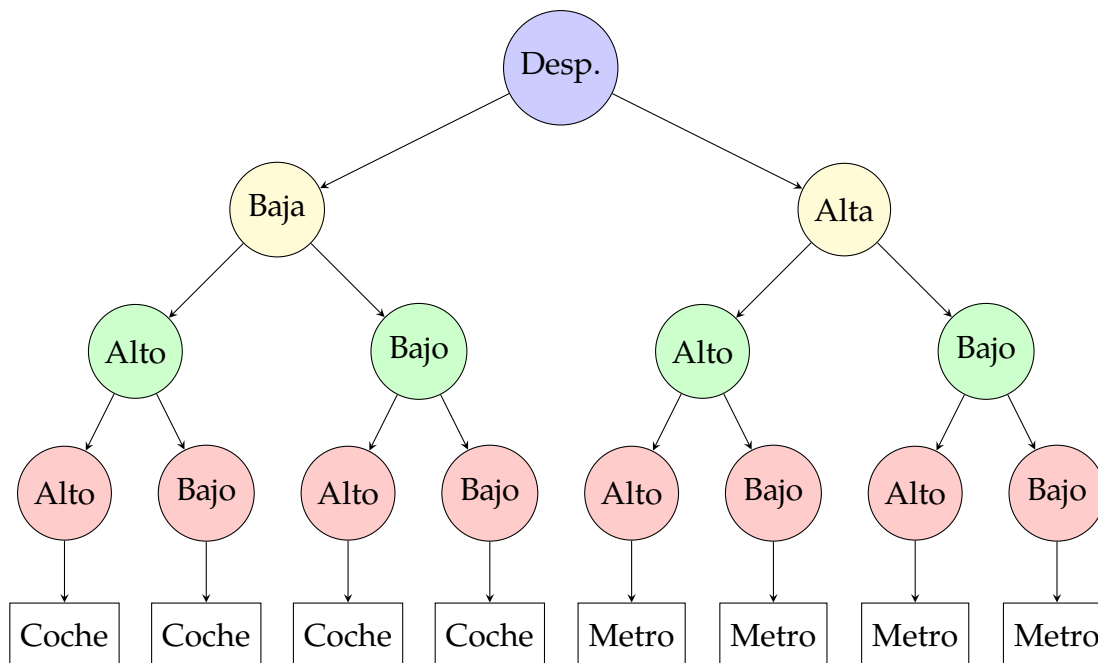 Desp.
Baja
Alta
Alto
Bajo
Alto
Bajo
Alto
Bajo
Alto
Bajo
Alto
Bajo
Alto
Bajo
Coche
Coche
Coche
Coche
Metro
Metro
Metro
Metro